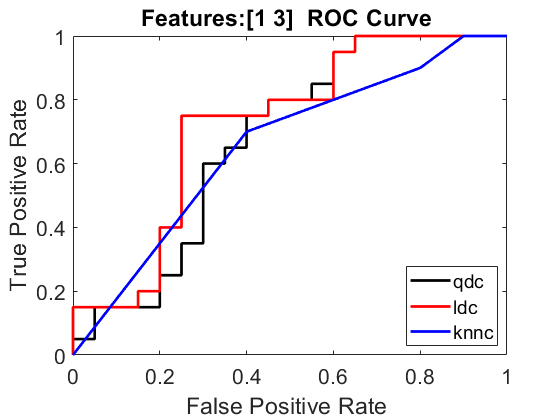 Features:[1 3]  ROC Curve
True Positive Rate
1
0.8
0.6
0.4
0.2
0
0
0.2
0.4
0.6
0.8
1
False Positive Rate
qdc
ldc
knnc